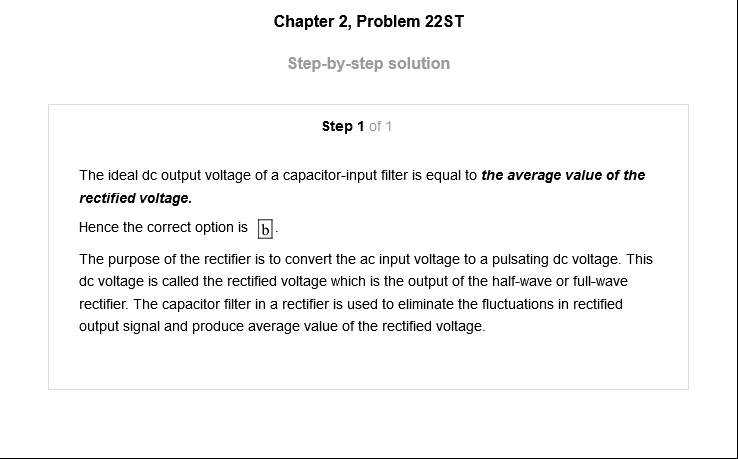 Chapter 2, Problem 22ST
Step-by-step solution
Step 1 of 1
The ideal dc output voltage of a capacitor-input filter is equal to the average value of the
rectified voltage.
Hence the correct option is b.
The purpose of the rectifier is to convert the ac input voltage to a pulsating dc voltage. This
dc voltage is called the rectified voltage which is the output of the half-wave or full-wave
rectifier. The capacitor filter in a rectifier is used to eliminate the fluctuations in rectified
output signal and produce average value of the rectified voltage.